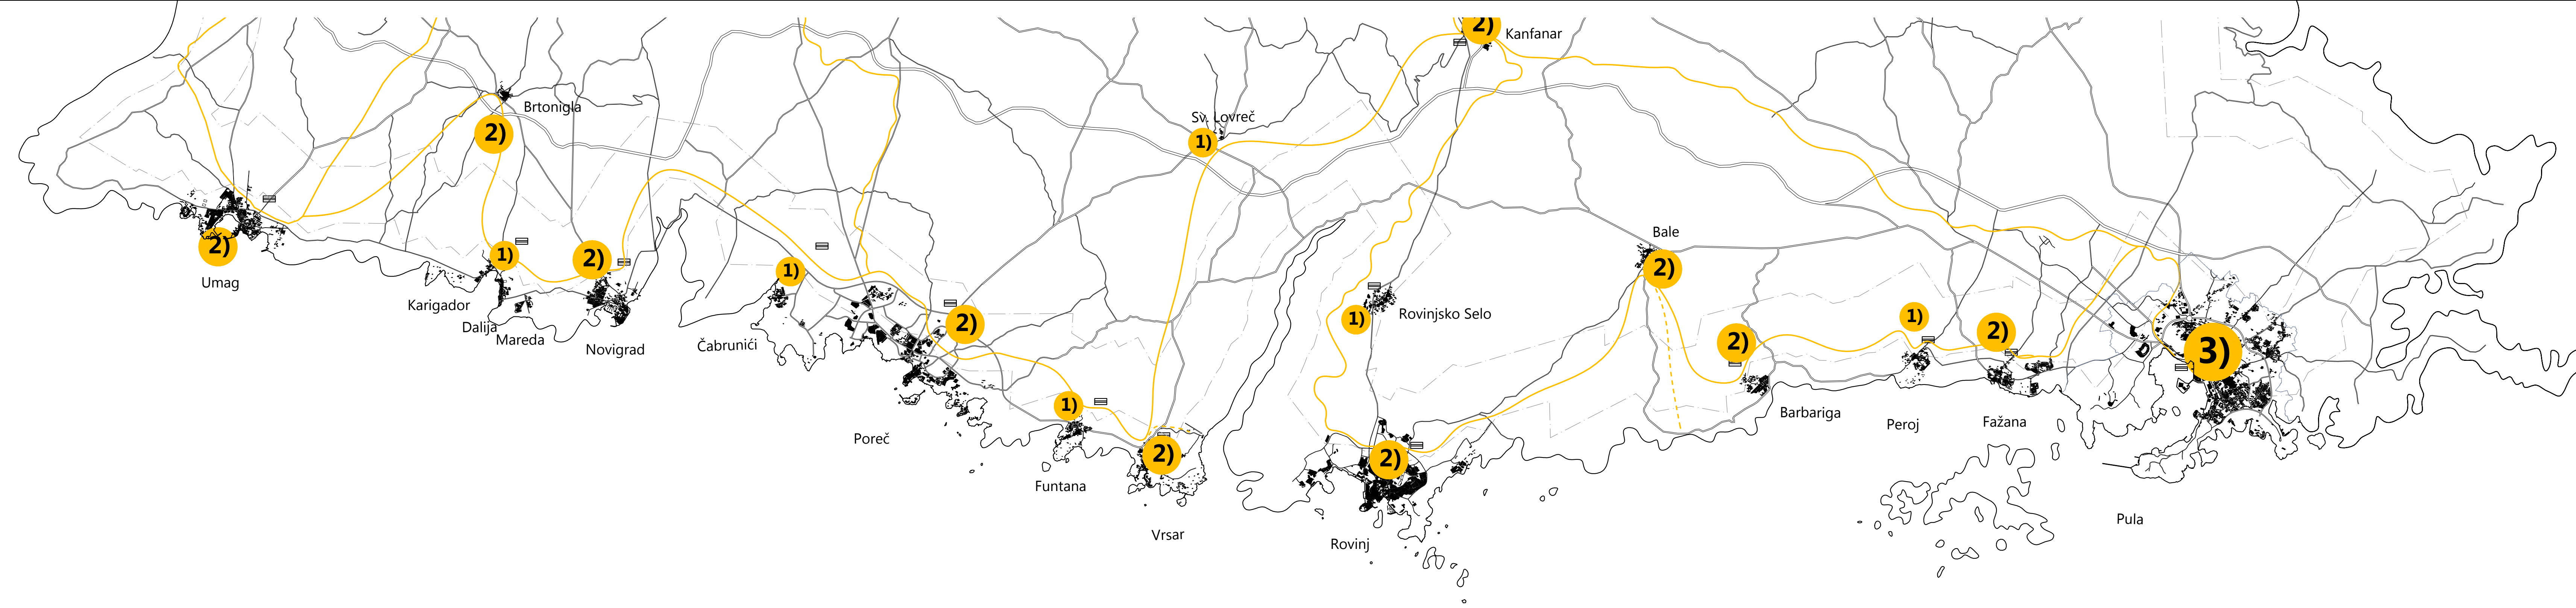 2)
Kanfanar
Brtonigla
2)
Sv. Lovreč
1)
2)
Umag
1)
Karigador
Dalija
Mareda
2)
Novigrad
1)
Čabrunići
2)
Poreč
1)
Funtana
2)
Vrsar
1)
Rovinjsko Selo
2)
Rovinj
Bale
2)
2)
Barbariga
1)
Peroj
2)
Fažana
3)
Pula